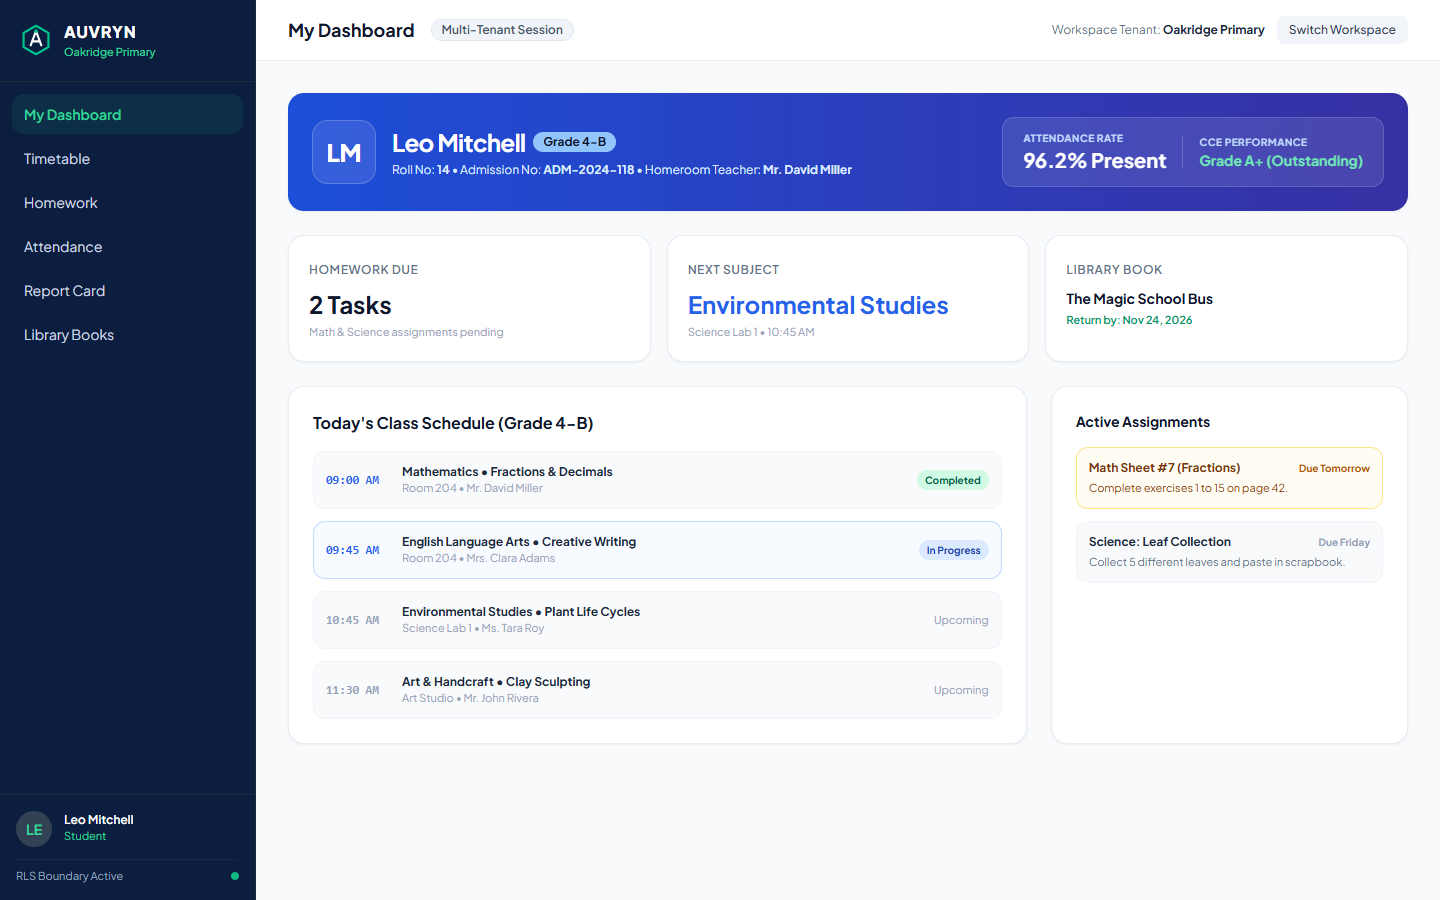 AUVRYN
Oakridge Primary
My Dashboard
Timetable
Homework
Attendance
Report Card
Library Books
LE
Leo Mitchell
Student
RLS Boundary Active
My Dashboard
Multi-Tenant Session
Workspace Tenant: Oakridge Primary
Switch Workspace
LM
Leo Mitchell
Grade 4-B
Roll No: 14 • Admission No: ADM-2024-118 • Homeroom Teacher: Mr. David Miller
ATTENDANCE RATE
96.2% Present
CCE PERFORMANCE
Grade A+ (Outstanding)
HOMEWORK DUE
2 Tasks
Math & Science assignments pending
NEXT SUBJECT
Environmental Studies
Science Lab 1 • 10:45 AM
LIBRARY BOOK
The Magic School Bus
Return by: Nov 24, 2026
Today's Class Schedule (Grade 4-B)
09:00 AM
Mathematics • Fractions & Decimals
Room 204 • Mr. David Miller
Completed
09:45 AM
English Language Arts • Creative Writing
Room 204 • Mrs. Clara Adams
In Progress
10:45 AM
Environmental Studies • Plant Life Cycles
Science Lab 1 • Ms. Tara Roy
Upcoming
11:30 AM
Art & Handcraft • Clay Sculpting
Art Studio • Mr. John Rivera
Upcoming
Active Assignments
Math Sheet #7 (Fractions)
Due Tomorrow
Complete exercises 1 to 15 on page 42.
Science: Leaf Collection
Due Friday
Collect 5 different leaves and paste in scrapbook.